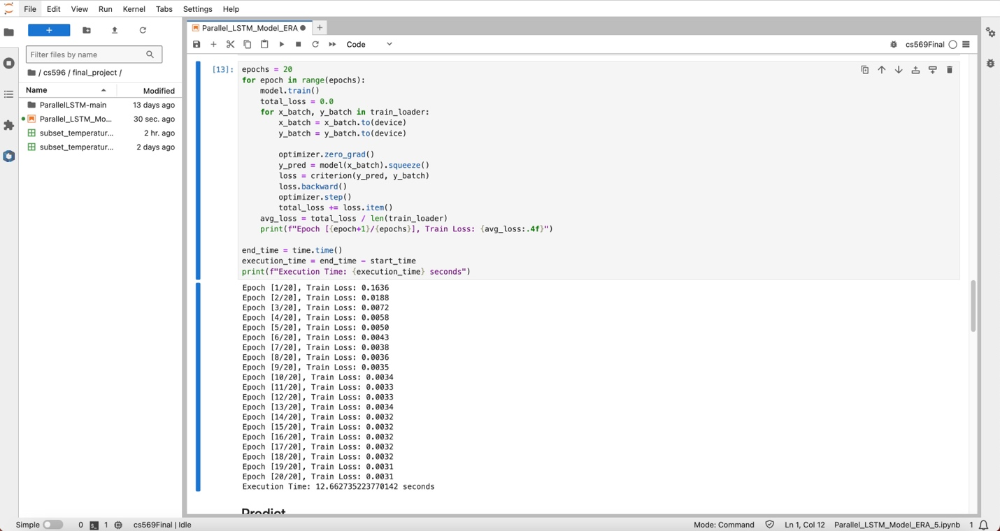 File Edit View Run Kernel Tabs Settings Help
Filter files by name
/ cs596 / final_project /
Name Modified
ParallelLSTM-main 13 days ago
Parallel_LSTM_Mo... 30 sec. ago
subset_temperatur... 2 hr. ago
subset_temperatur... 2 days ago
Parallel_LSTM_Model_ERA
Code
cs569Final
[13]:
epochs = 20
for epoch in range(epochs):
    model.train()
    total_loss = 0.0
    for x_batch, y_batch in train_loader:
        x_batch = x_batch.to(device)
        y_batch = y_batch.to(device)
        optimizer.zero_grad()
        y_pred = model(x_batch).squeeze()
        loss = criterion(y_pred, y_batch)
        loss.backward()
        optimizer.step()
        total_loss += loss.item()
    avg_loss = total_loss / len(train_loader)
    print(f"Epoch [{epoch+1}/{epochs}], Train Loss: {avg_loss:.4f}")
end_time = time.time()
execution_time = end_time - start_time
print(f"Execution Time: {execution_time} seconds")
Epoch [1/20], Train Loss: 0.1636
Epoch [2/20], Train Loss: 0.0188
Epoch [3/20], Train Loss: 0.0072
Epoch [4/20], Train Loss: 0.0058
Epoch [5/20], Train Loss: 0.0050
Epoch [6/20], Train Loss: 0.0043
Epoch [7/20], Train Loss: 0.0038
Epoch [8/20], Train Loss: 0.0036
Epoch [9/20], Train Loss: 0.0035
Epoch [10/20], Train Loss: 0.0034
Epoch [11/20], Train Loss: 0.0033
Epoch [12/20], Train Loss: 0.0033
Epoch [13/20], Train Loss: 0.0034
Epoch [14/20], Train Loss: 0.0032
Epoch [15/20], Train Loss: 0.0032
Epoch [16/20], Train Loss: 0.0032
Epoch [17/20], Train Loss: 0.0032
Epoch [18/20], Train Loss: 0.0032
Epoch [19/20], Train Loss: 0.0031
Epoch [20/20], Train Loss: 0.0031
Execution Time: 12.662735223770142 seconds
Predict
Simple 0 1 cs569Final | Idle Mode: Command Ln 1, Col 12 Parallel_LSTM_Model_ERA_5.ipynb 1